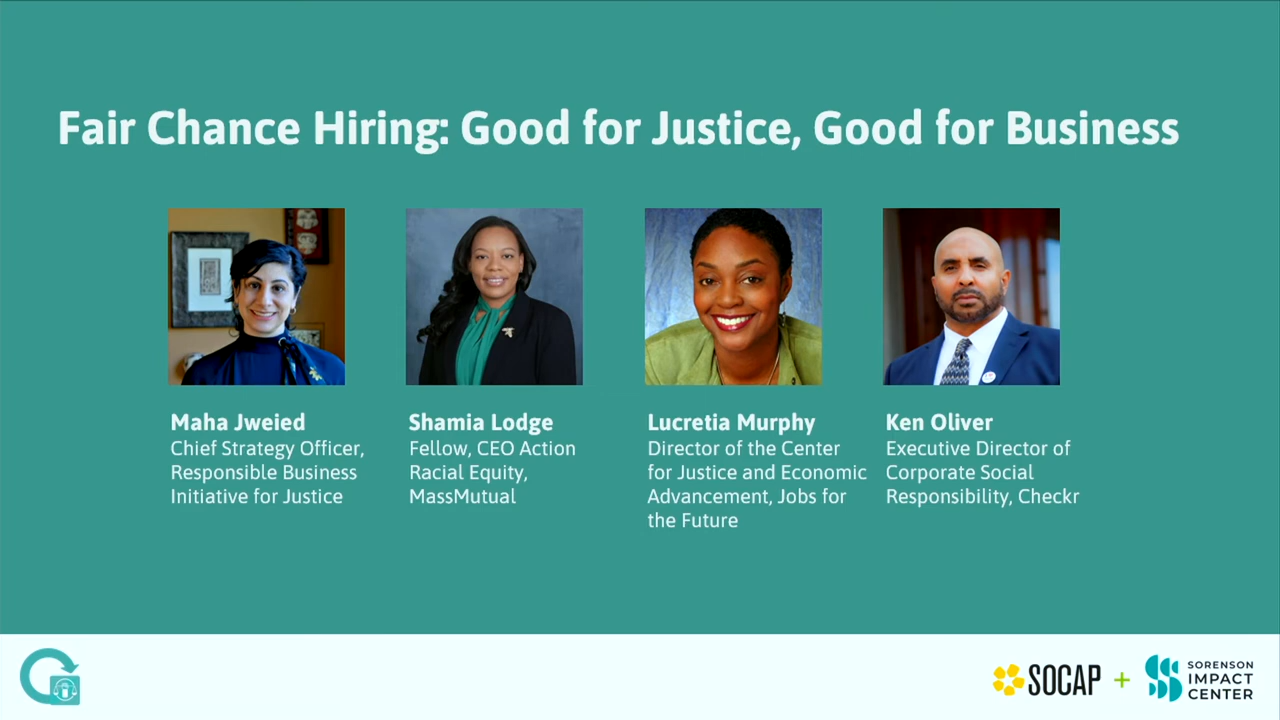 Fair Chance Hiring: Good for Justice, Good for Business
Maha Jweied
Chief Strategy Officer,
Responsible Business
Initiative for Justice
Shamia Lodge
Fellow, CEO Action
Racial Equity,
MassMutual
Lucretia Murphy
Director of the Center
for Justice and Economic
Advancement, Jobs for
the Future
Ken Oliver
Executive Director of
Corporate Social
Responsibility, Checkr
SOCAP +
SORENSON
IMPACT
CENTER